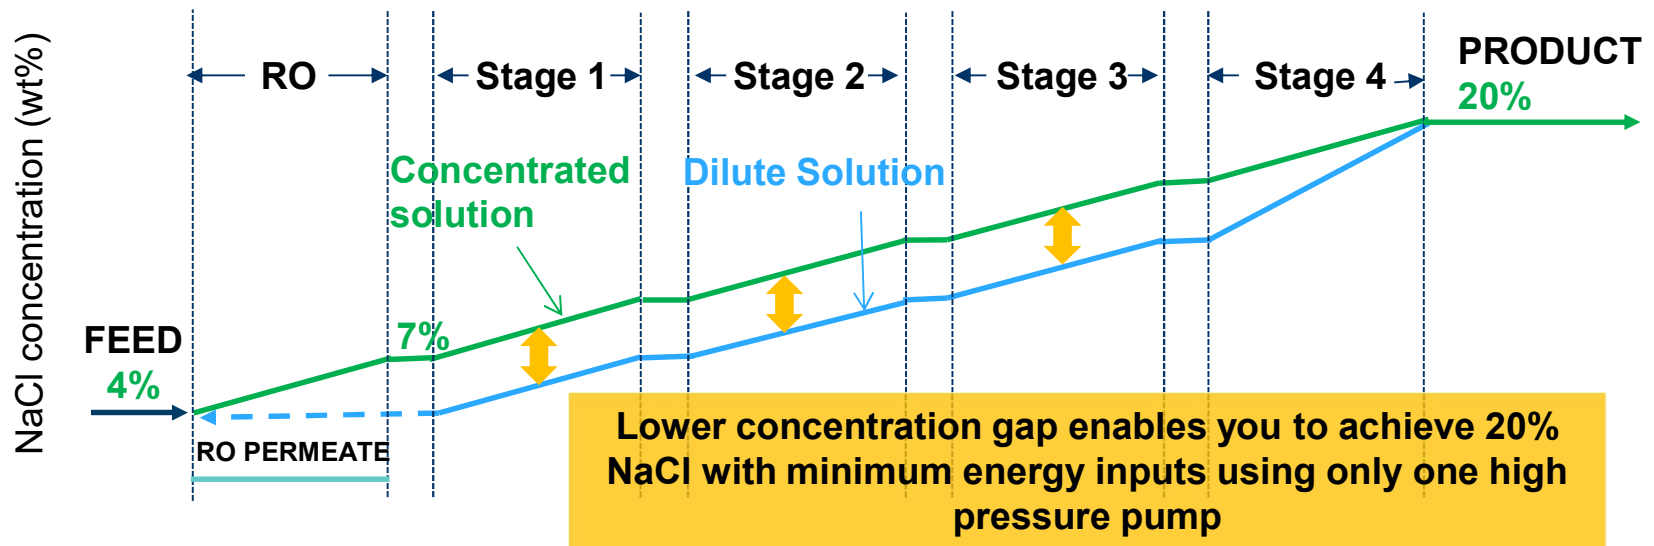 NaCl concentration (wt%)
RO
Stage 1
Stage 2
Stage 3
Stage 4
PRODUCT
20%
Concentrated
solution
Dilute Solution
FEED
4%
7%
RO PERMEATE
Lower concentration gap enables you to achieve 20%
NaCl with minimum energy inputs using only one high
pressure pump